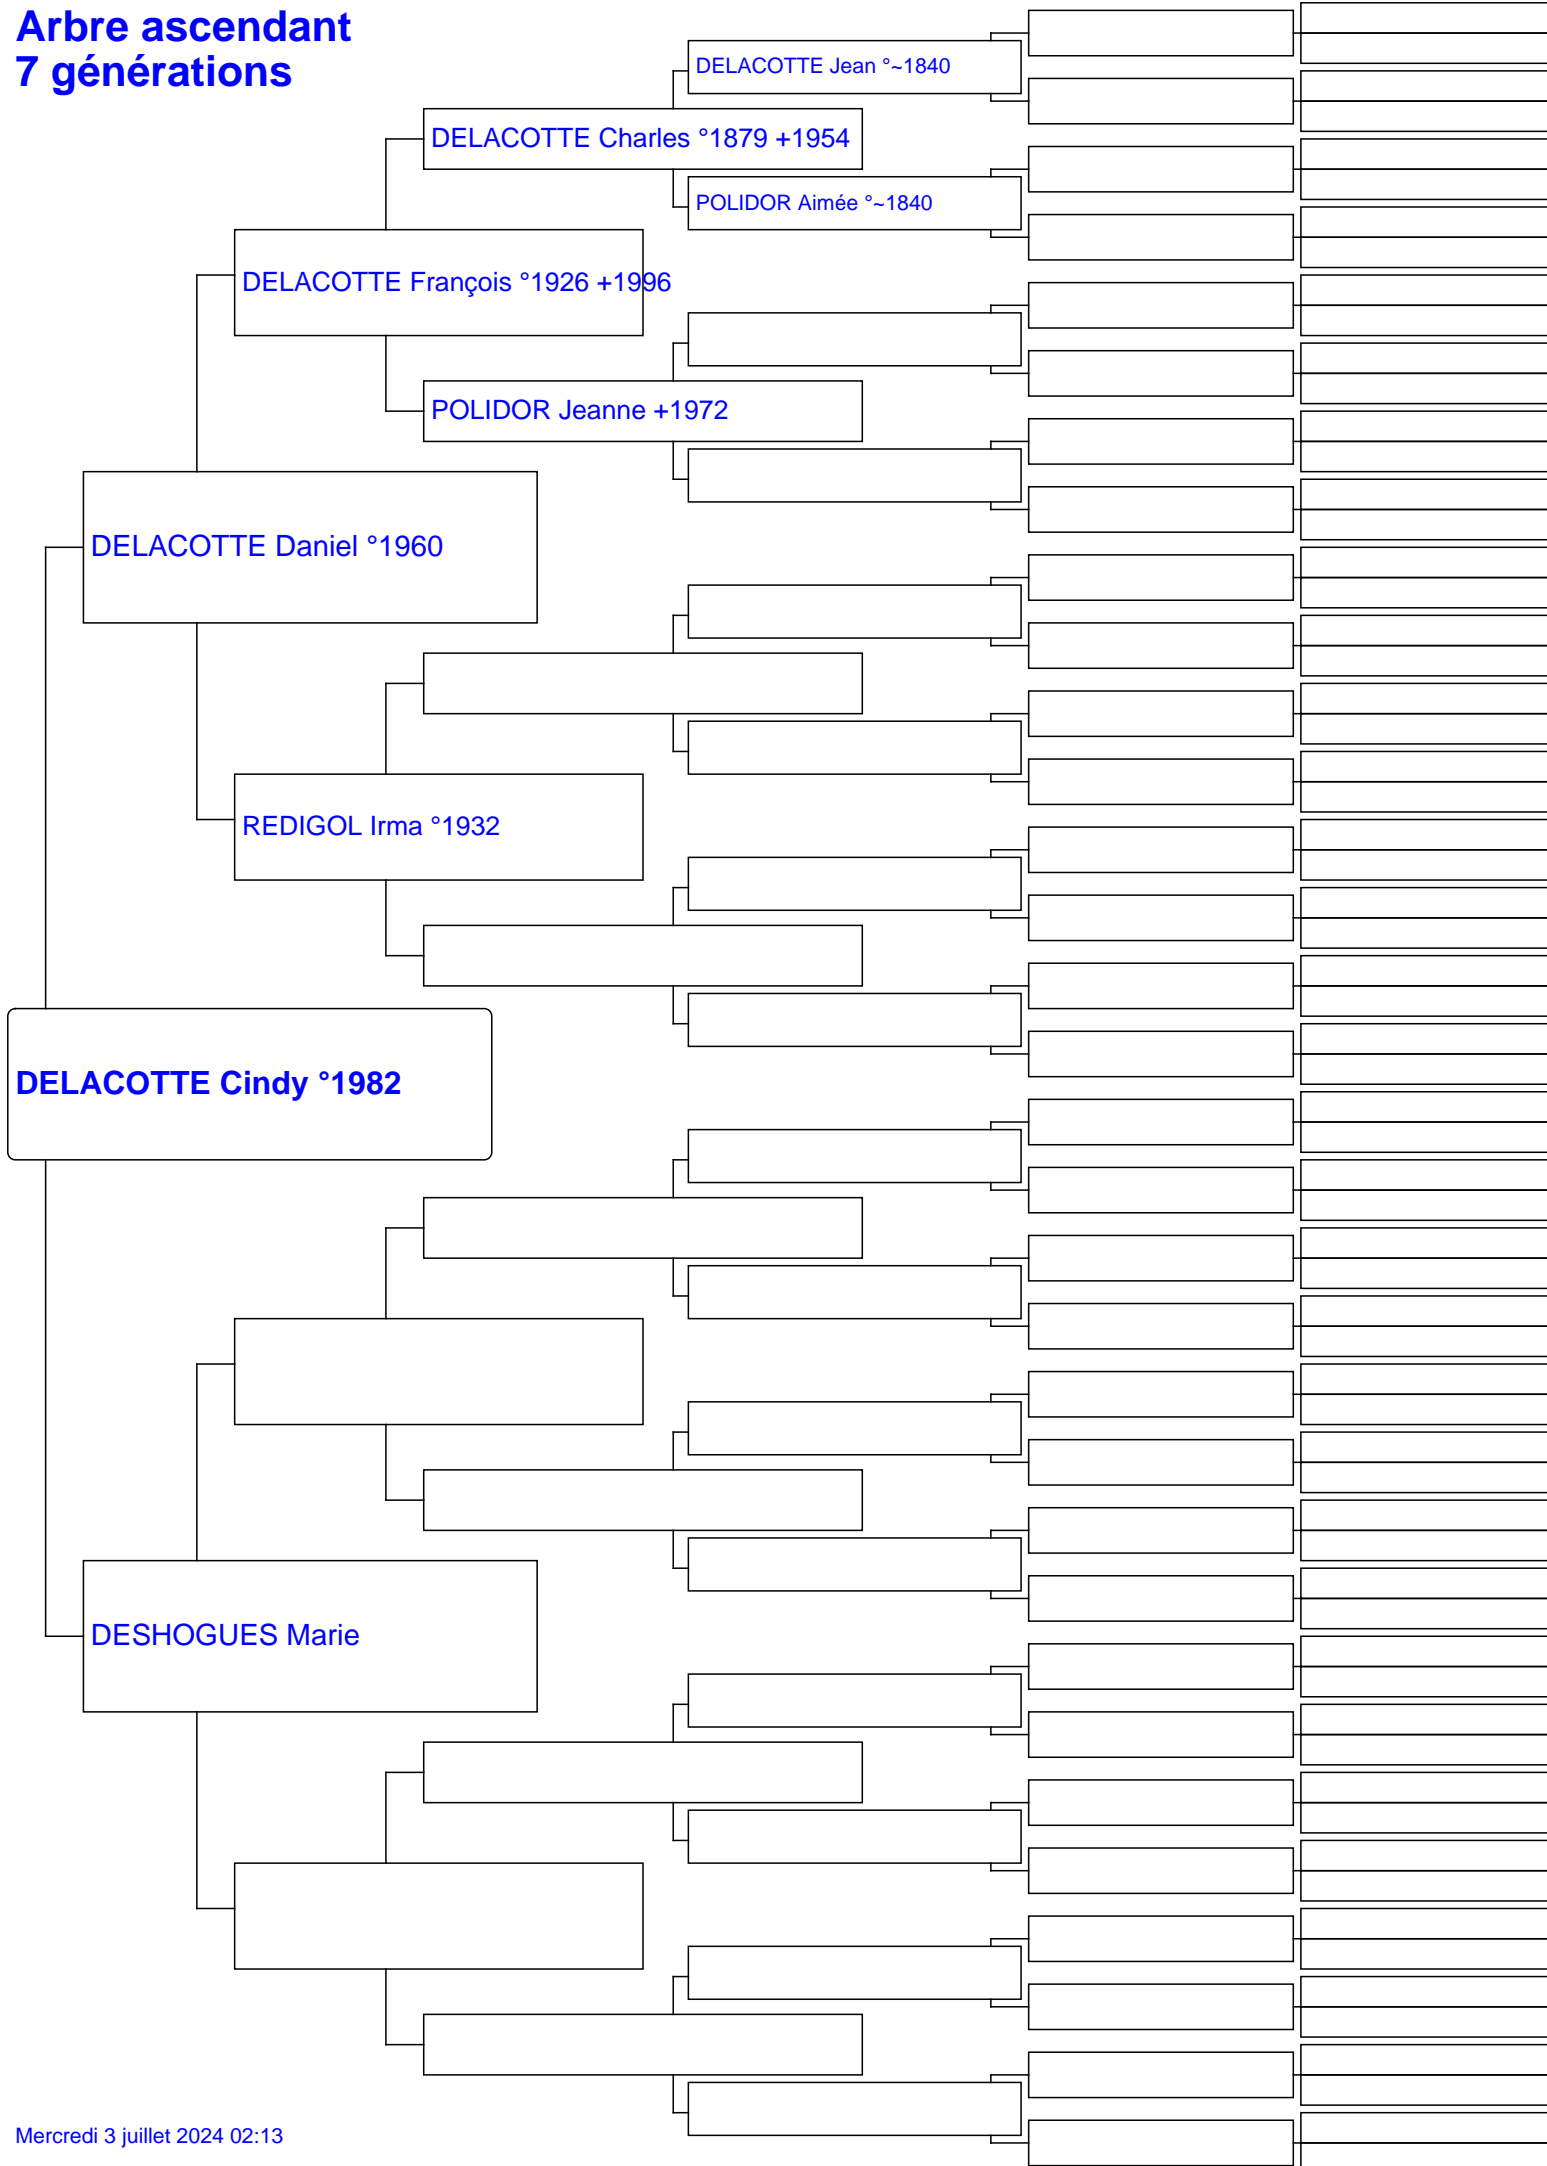 Arbre ascendant
7 générations
DELACOTTE Jean °~1840
DELACOTTE Charles °1879 +1954
POLIDOR Aimée °~1840
DELACOTTE François °1926 +1996
POLIDOR Jeanne +1972
DELACOTTE Daniel °1960
REDIGOL Irma °1932
DELACOTTE Cindy °1982
DESHOGUES Marie
Mercredi 3 juillet 2024 02:13